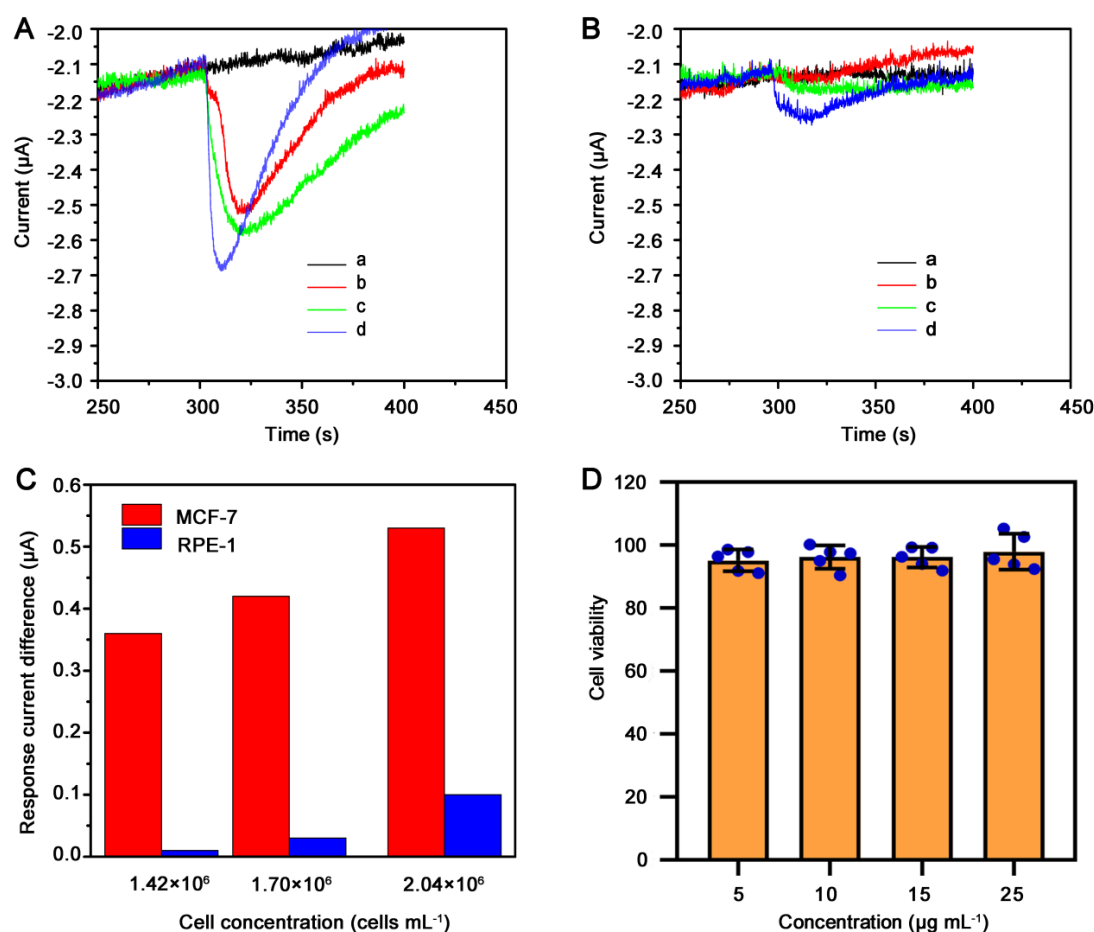 A
Current (µA)
-2.0
-2.1
-2.2
-2.3
-2.4
-2.5
-2.6
-2.7
-2.8
-2.9
-3.0
a
b
c
d
250 300 350 400 450
Time (s)
B
Current (µA)
-2.0
-2.1
-2.2
-2.3
-2.4
-2.5
-2.6
-2.7
-2.8
-2.9
-3.0
a
b
c
d
250 300 350 400 450
Time (s)
C
Response current difference (µA)
0.6
0.5
0.4
0.3
0.2
0.1
0.0
MCF-7
RPE-1
1.42×10⁶ 1.70×10⁶ 2.04×10⁶
Cell concentration (cells mL⁻¹)
D
Cell viability
120
100
80
60
40
20
0
5 10 15 25
Concentration (µg mL⁻¹)